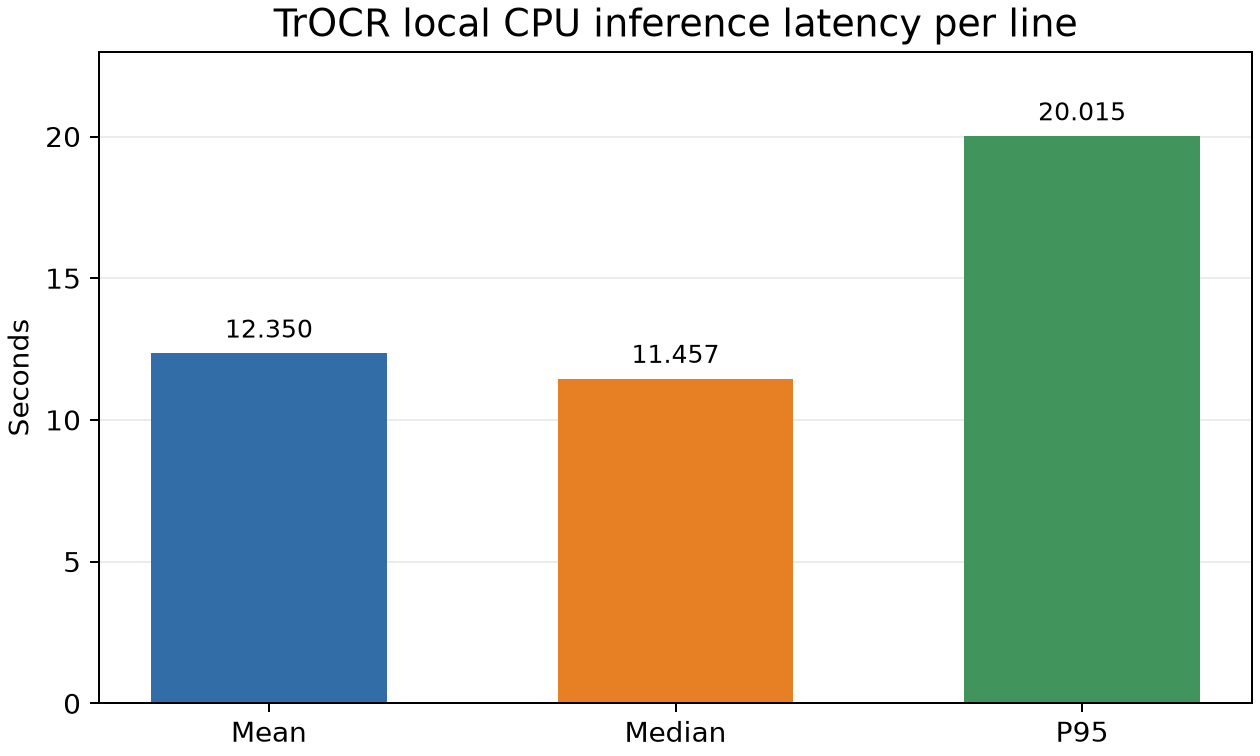 TrOCR local CPU inference latency per line
20.015
20
15
12.350
11.457
Seconds
10
5
0
Mean Median P95